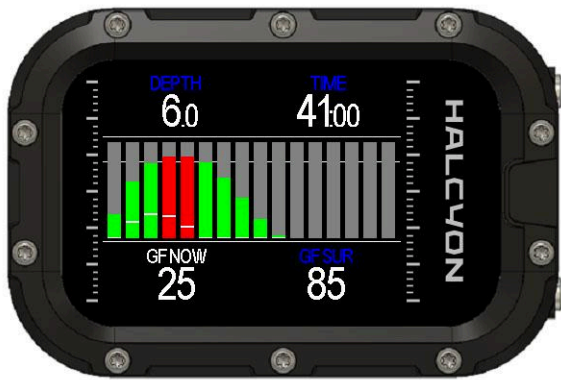 DEPTH TIME
6.0 41:00
GF NOW GF SUR
25 85
HALCYON